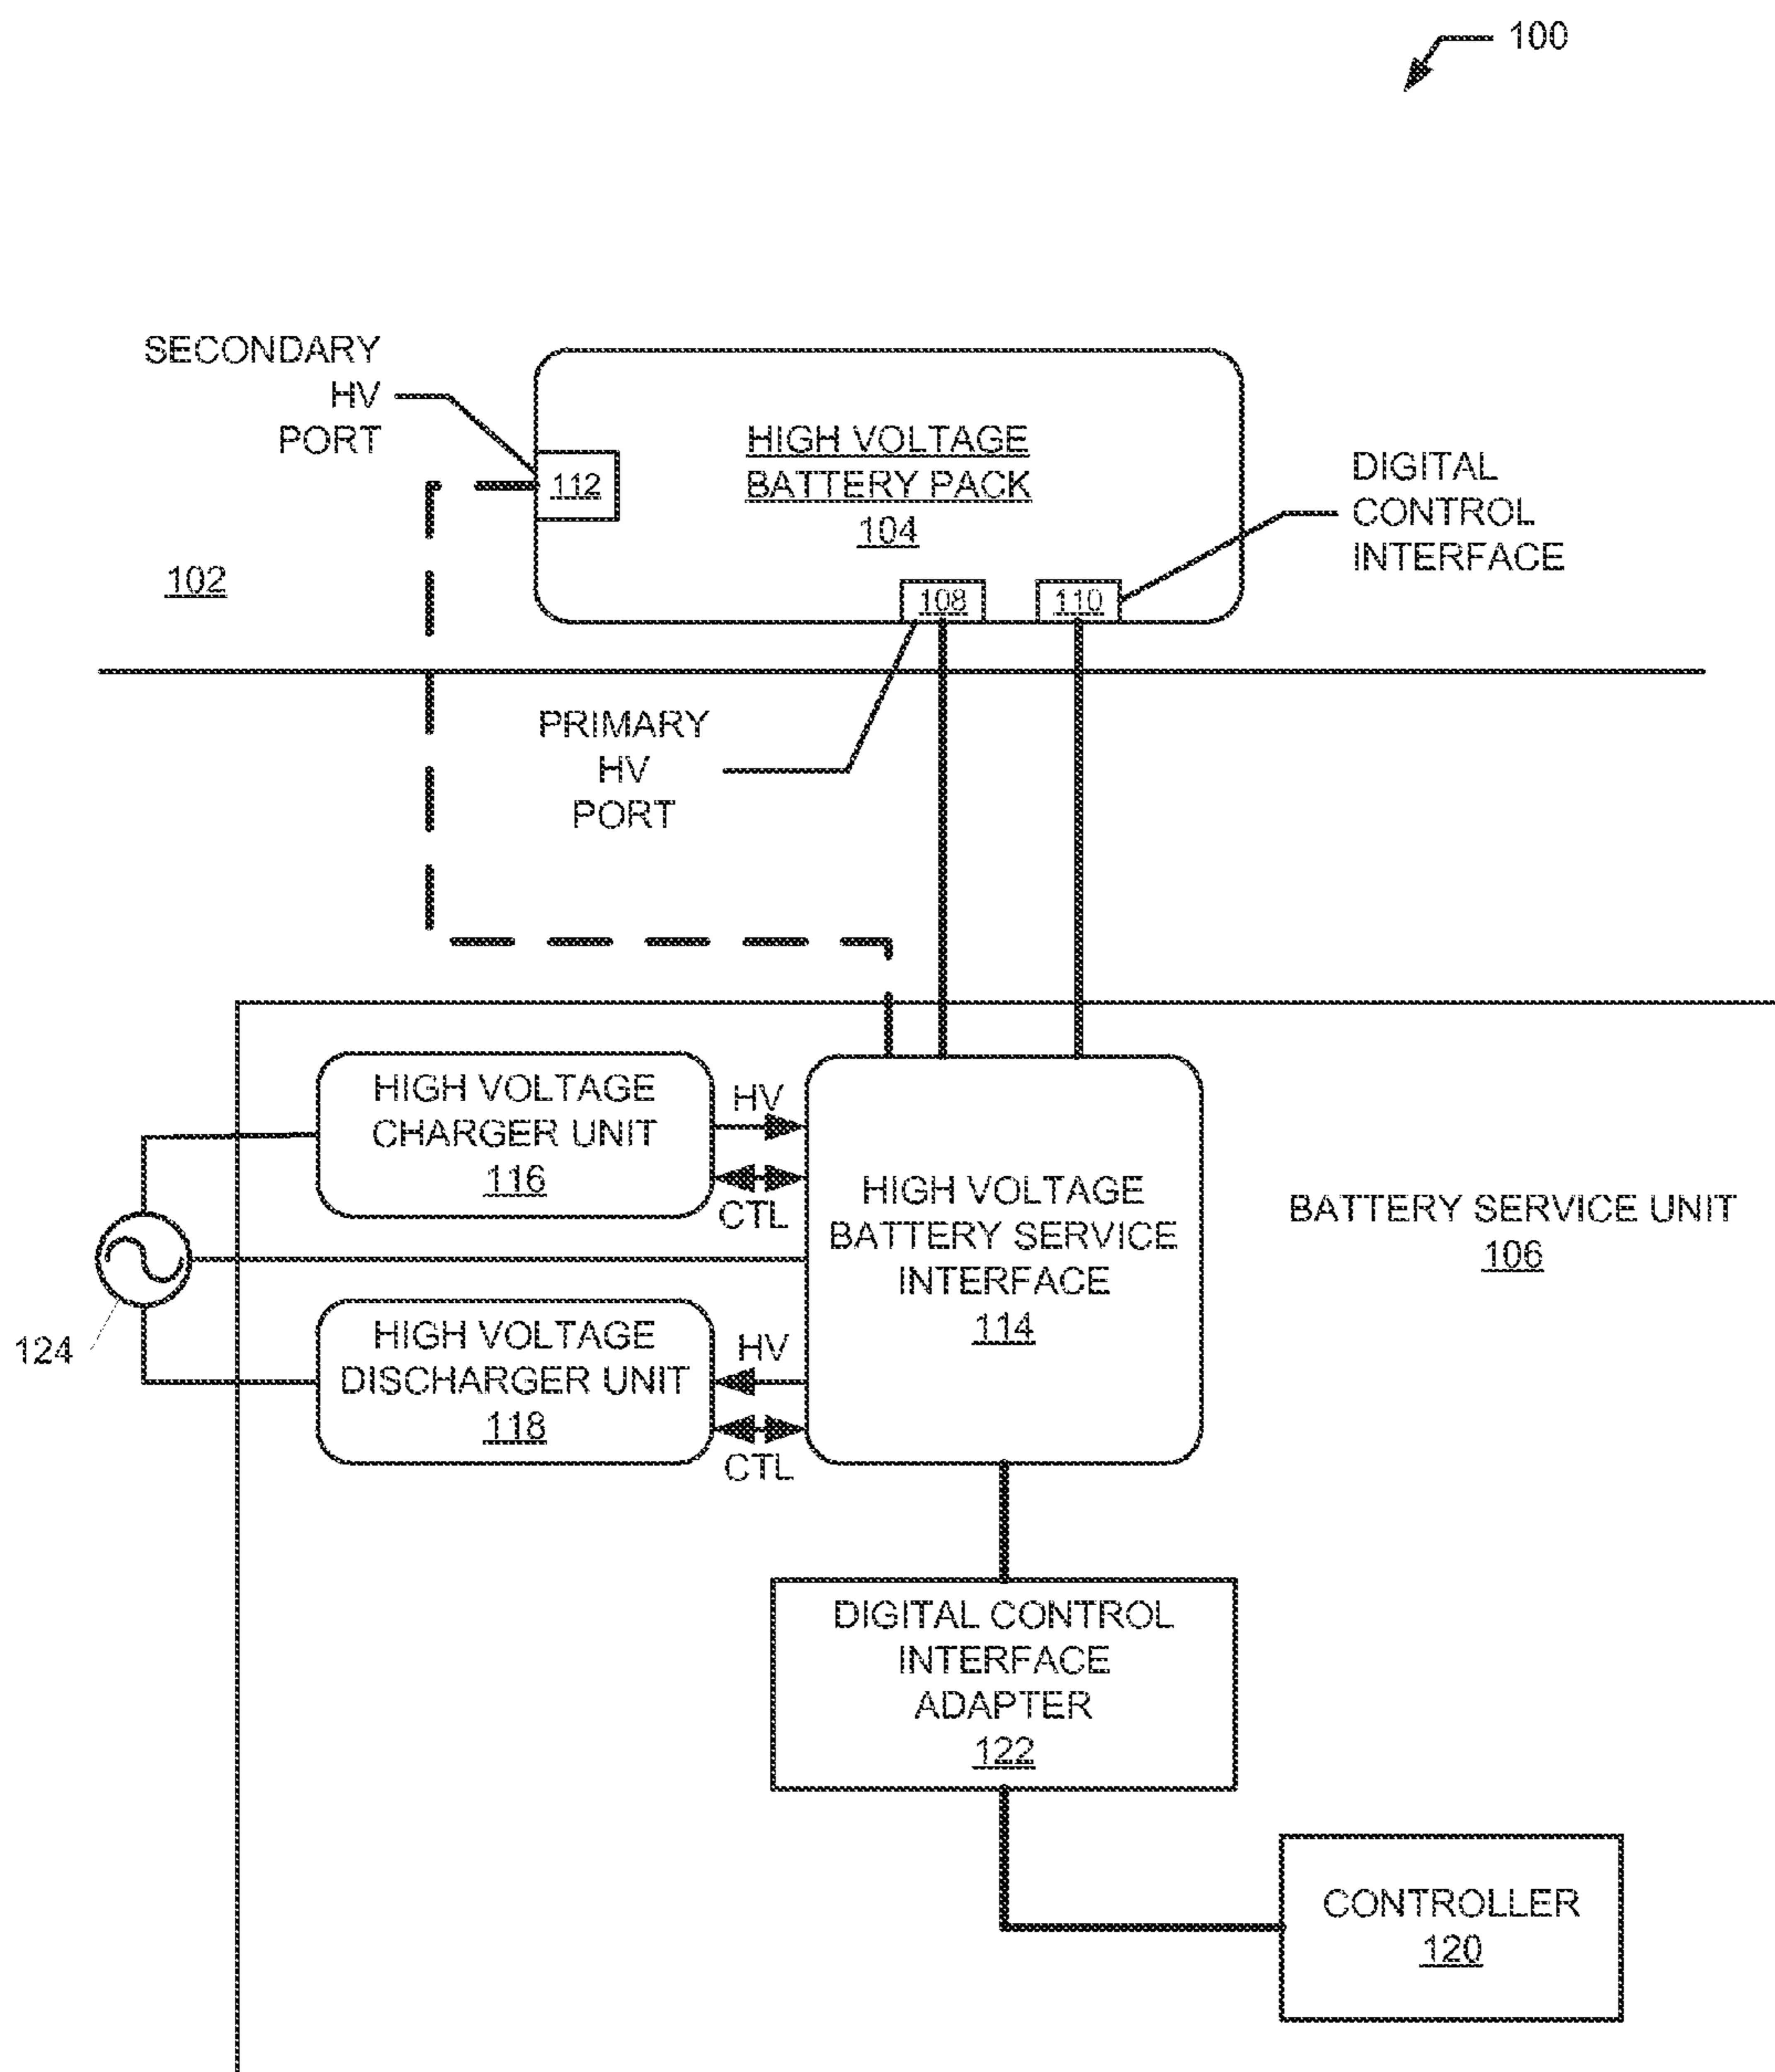 100
SECONDARY
HV
PORT
112
HIGH VOLTAGE
BATTERY PACK
104
DIGITAL
CONTROL
INTERFACE
102
108
110
PRIMARY
HV
PORT
HIGH VOLTAGE
CHARGER UNIT
116
HV
CTL
HIGH VOLTAGE
BATTERY SERVICE
INTERFACE
114
BATTERY SERVICE UNIT
106
124
HIGH VOLTAGE
DISCHARGER UNIT
118
HV
CTL
DIGITAL CONTROL
INTERFACE
ADAPTER
122
CONTROLLER
120